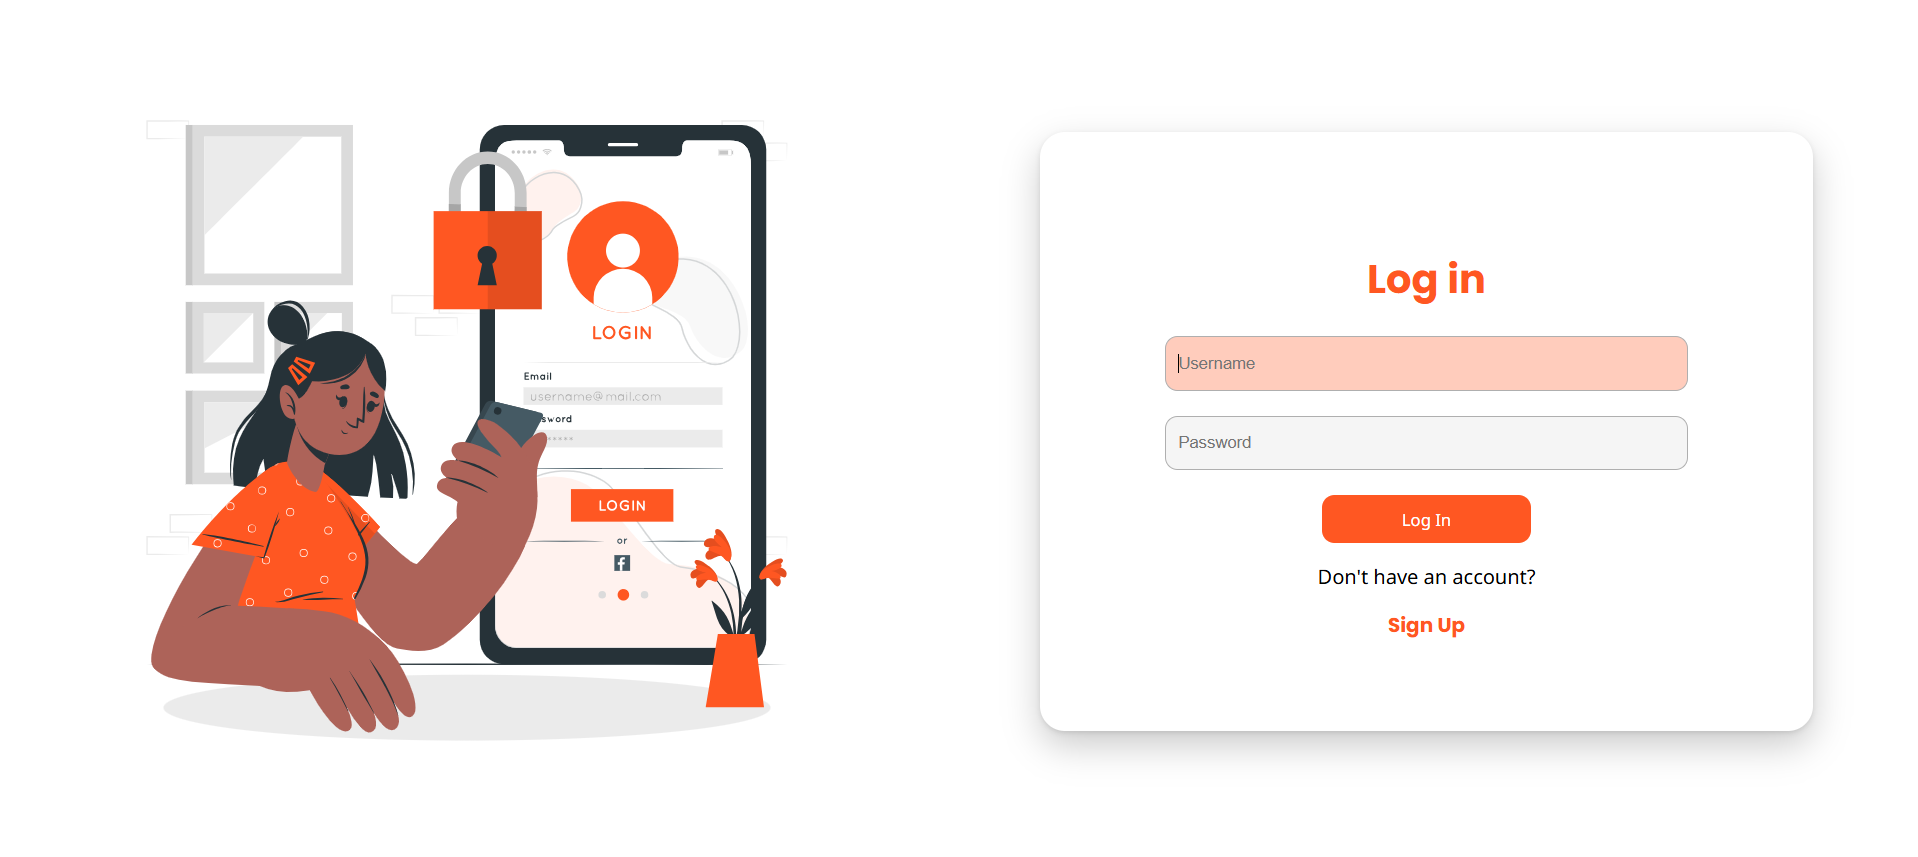 LOGIN
Email
username@mail.com
sword
LOGIN
or
Log in
Username
Password
Log In
Don't have an account?
Sign Up